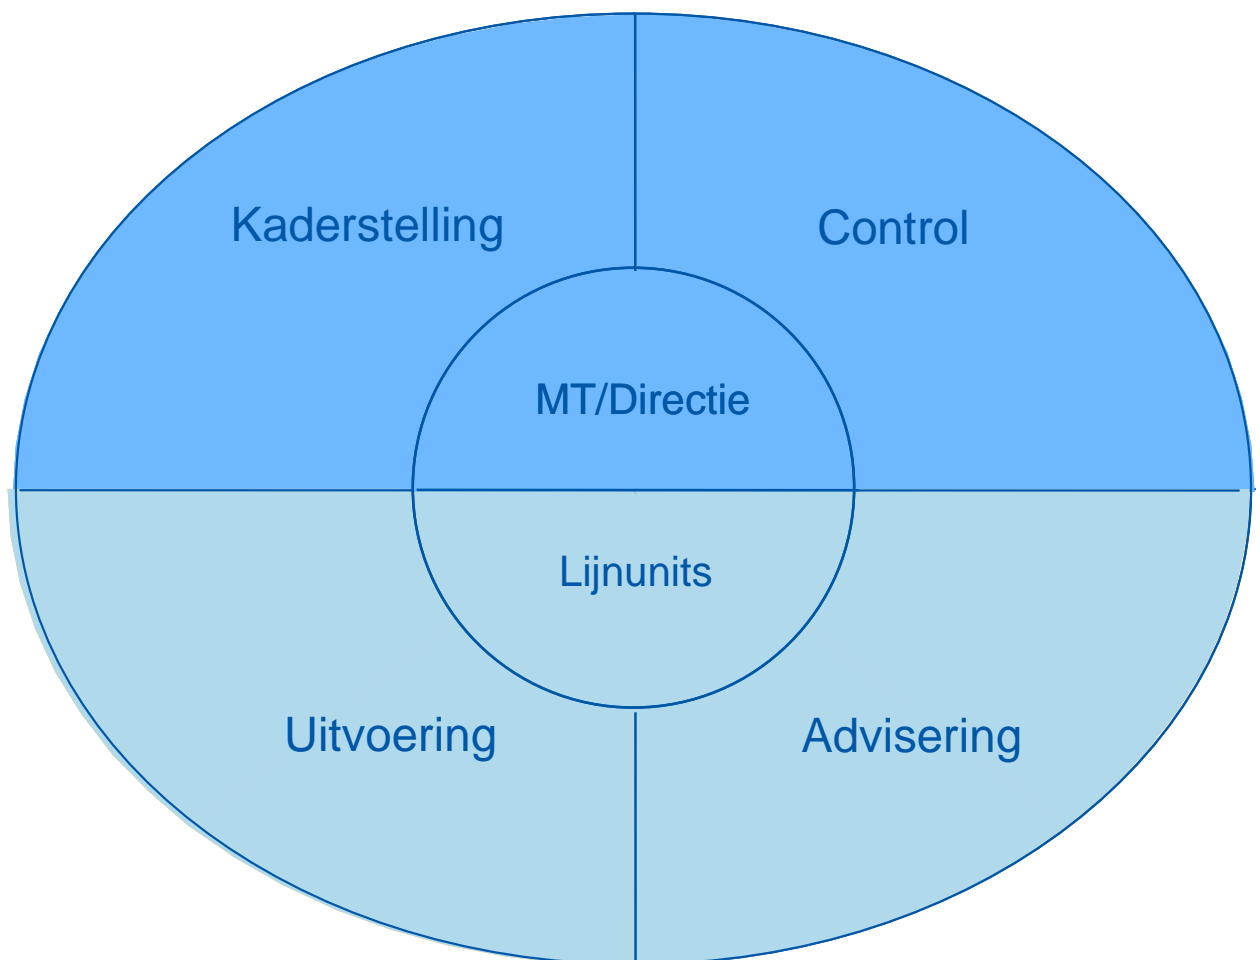 Kaderstelling
Control
MT/Directie
Lijnunits
Uitvoering
Advisering